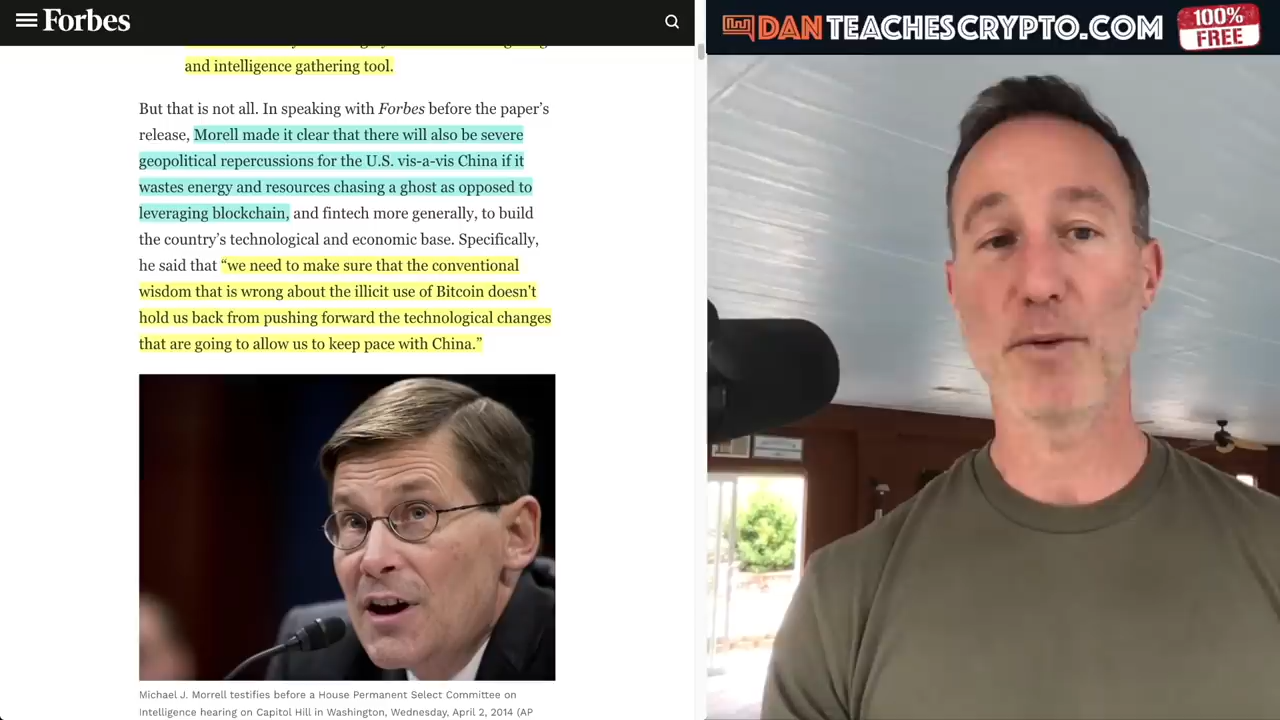 Forbes
and intelligence gathering tool.
But that is not all. In speaking with Forbes before the paper's
release, Morell made it clear that there will also be severe
geopolitical repercussions for the U.S. vis-a-vis China if it
wastes energy and resources chasing a ghost as opposed to
leveraging blockchain, and fintech more generally, to build
the country's technological and economic base. Specifically,
he said that “we need to make sure that the conventional
wisdom that is wrong about the illicit use of Bitcoin doesn't
hold us back from pushing forward the technological changes
that are going to allow us to keep pace with China.”
Michael J. Morrell testifies before a House Permanent Select Committee on
Intelligence hearing on Capitol Hill in Washington, Wednesday, April 2, 2014 (AP
DANTEACHESCRYPTO.COM
100%
FREE